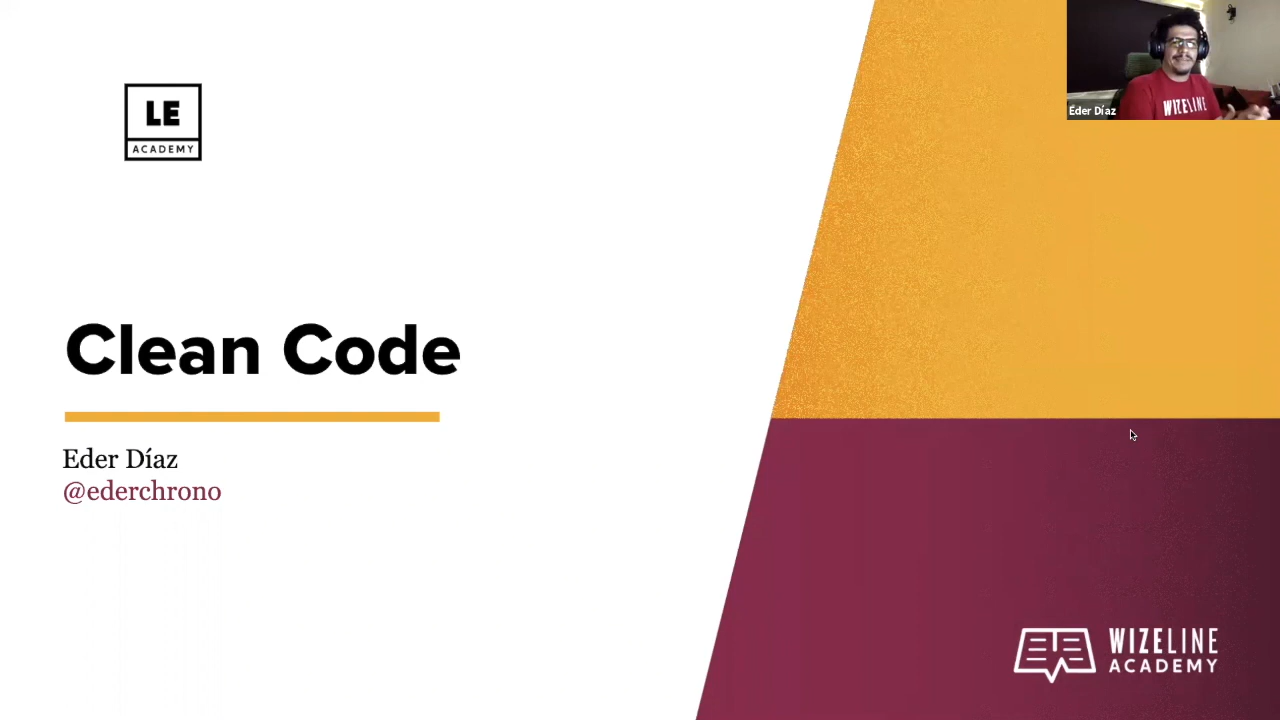 LE
ACADEMY
Clean Code
Eder Díaz
@ederchrono
Eder Díaz
WIZELINE
WIZELINE
ACADEMY